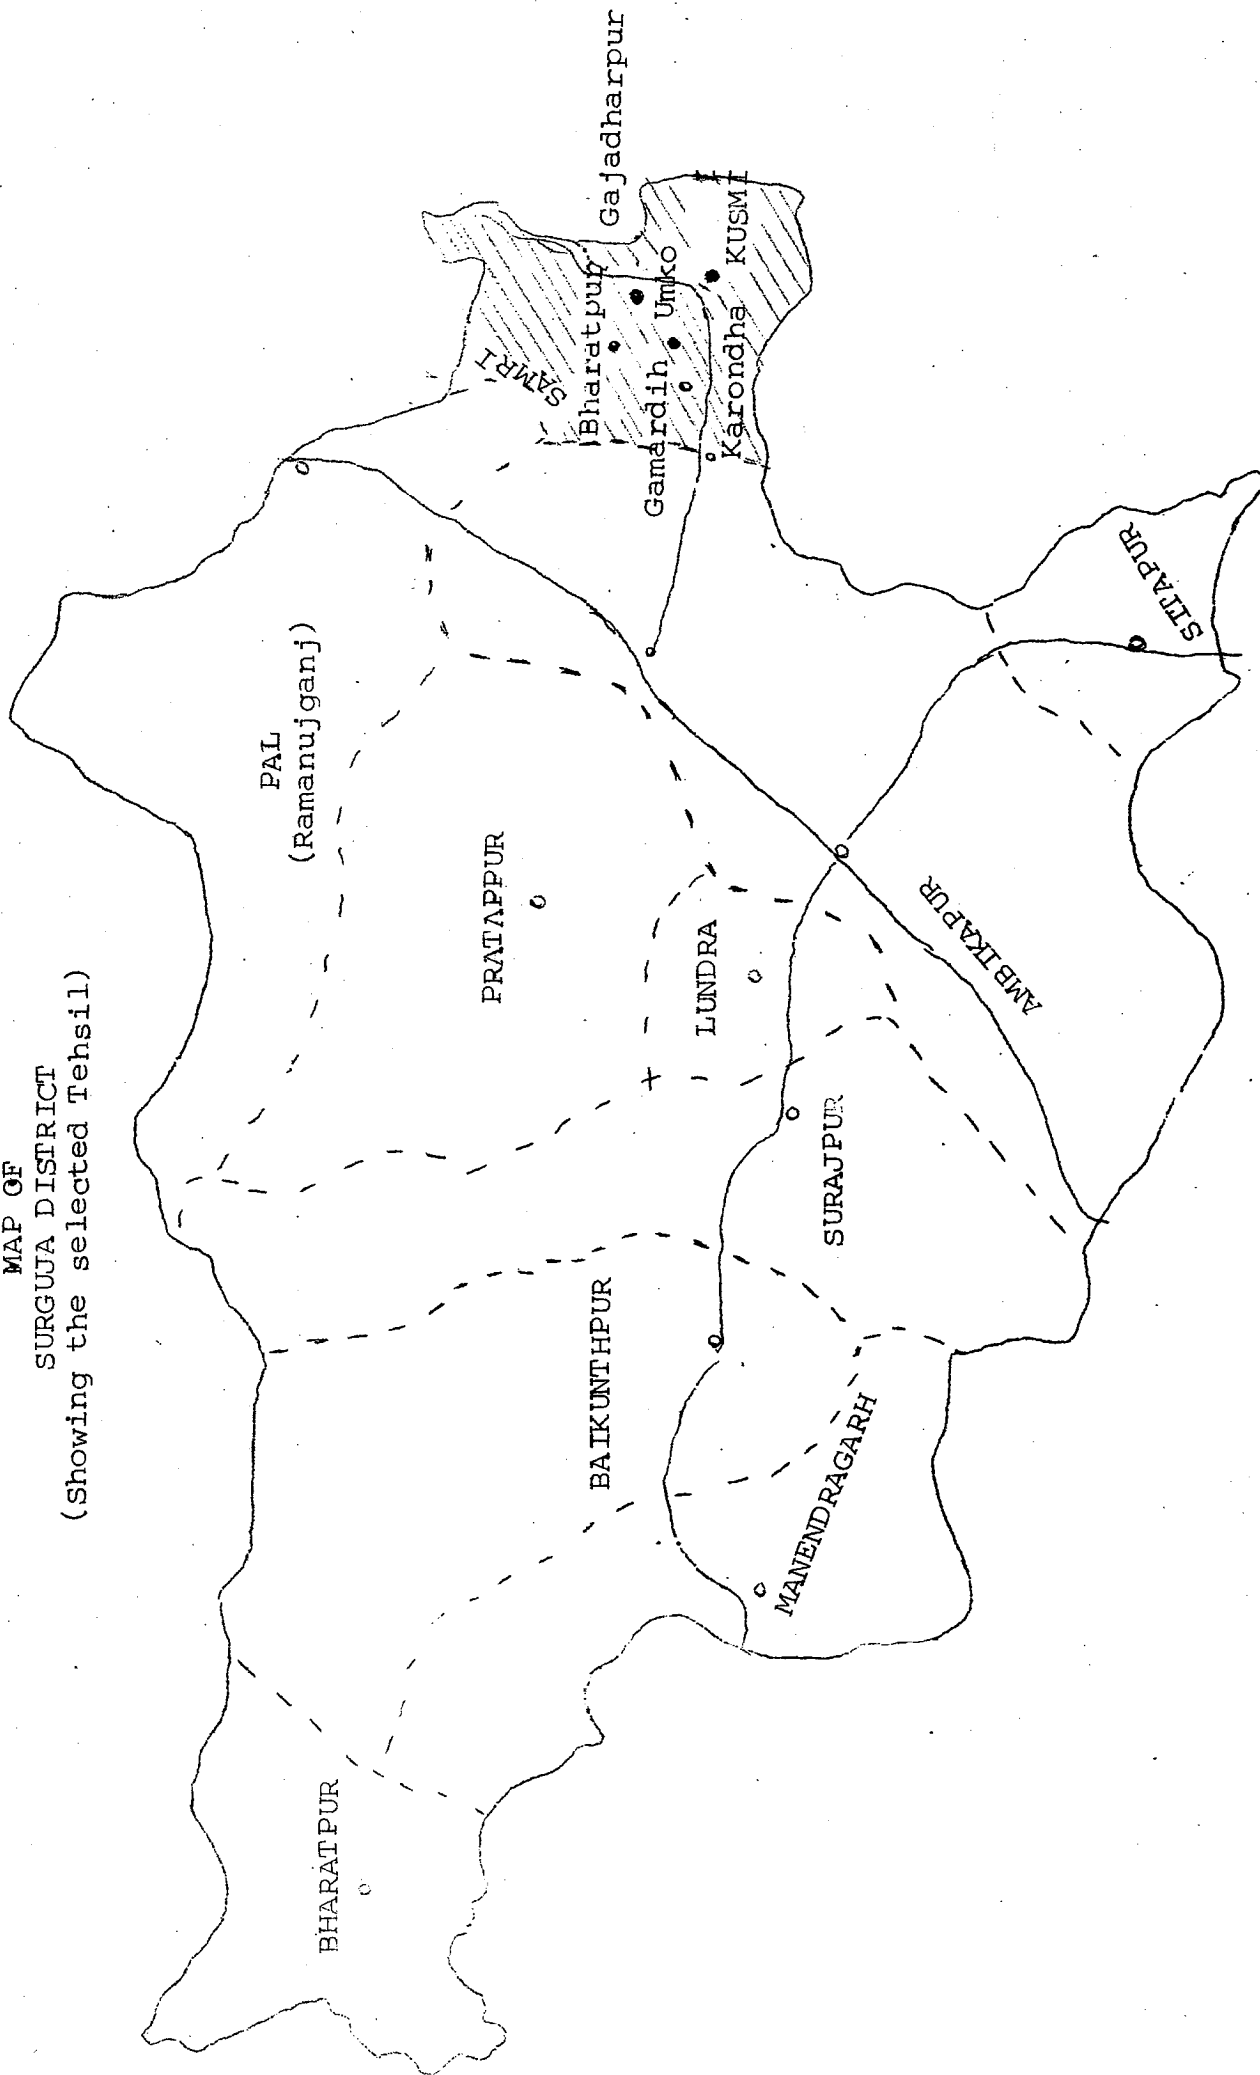 MAP OF
SURGUJA DISTRICT
(Showing the selected Tehsil)
BHARATPUR
MANENDRAGARH
BAIKUNTHPUR
SURAJPUR
PAL
(Ramanujganj)
PRATAPPUR
LUNDRA
AMBIKAPUR
SITAPUR
SAMRI
Bharatpur
Gajadharpur
Gamardih
Umko
Karondha
KUSMI